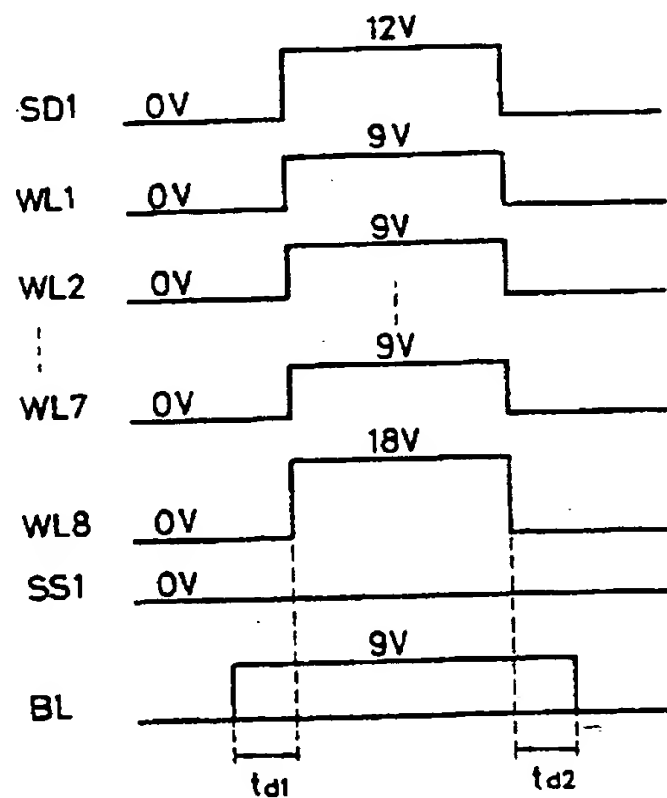 12V
SD1 0V
9V
WL1 0V
9V
WL2 0V
9V
WL7 0V
18V
WL8 0V
SS1 0V
9V
BL
td1 td2